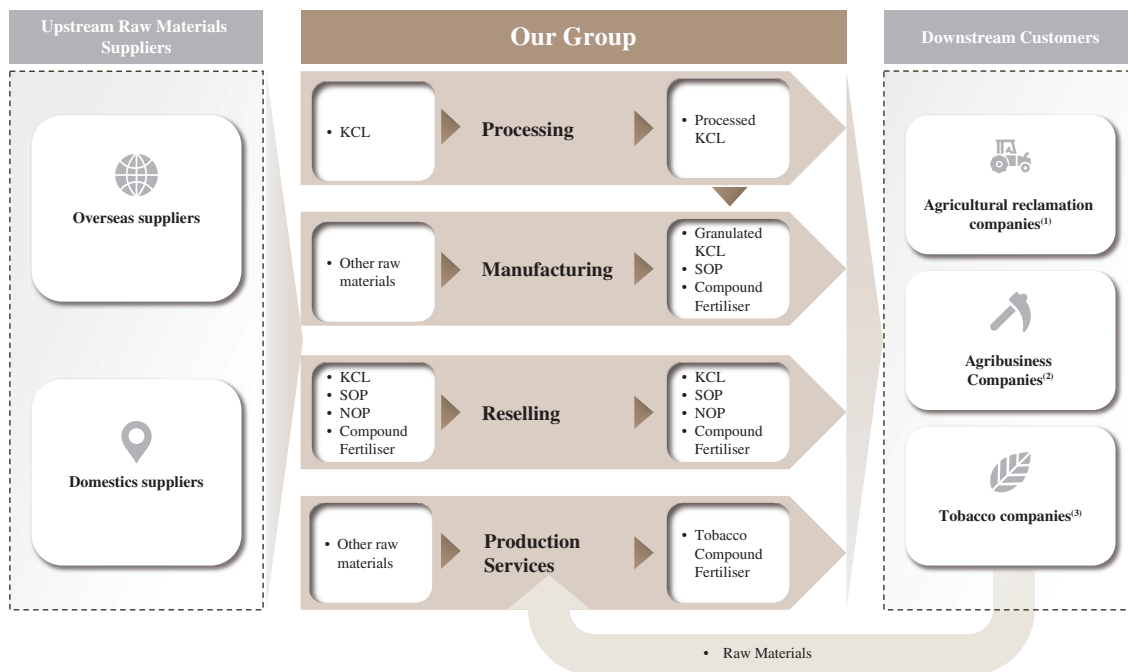 Upstream Raw Materials
Suppliers
Overseas suppliers
Domestics suppliers
Our Group
• KCL
Processing
• Processed
KCL
• Other raw
materials
Manufacturing
• Granulated
KCL
• SOP
• Compound
Fertiliser
• KCL
• SOP
• NOP
• Compound
Fertiliser
Reselling
• KCL
• SOP
• NOP
• Compound
Fertiliser
• Other raw
materials
Production
Services
• Tobacco
Compound
Fertiliser
• Raw Materials
Downstream Customers
Agricultural reclamation
companies(1)
Agribusiness
Companies(2)
Tobacco companies(3)